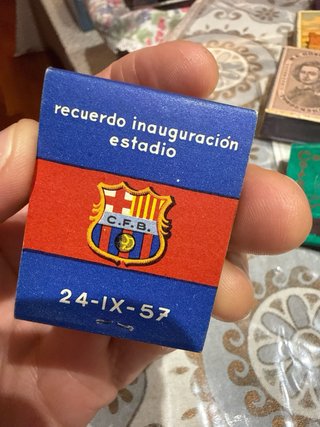 recuerdo inauguración
estadio
C.F.B.
24-IX-57